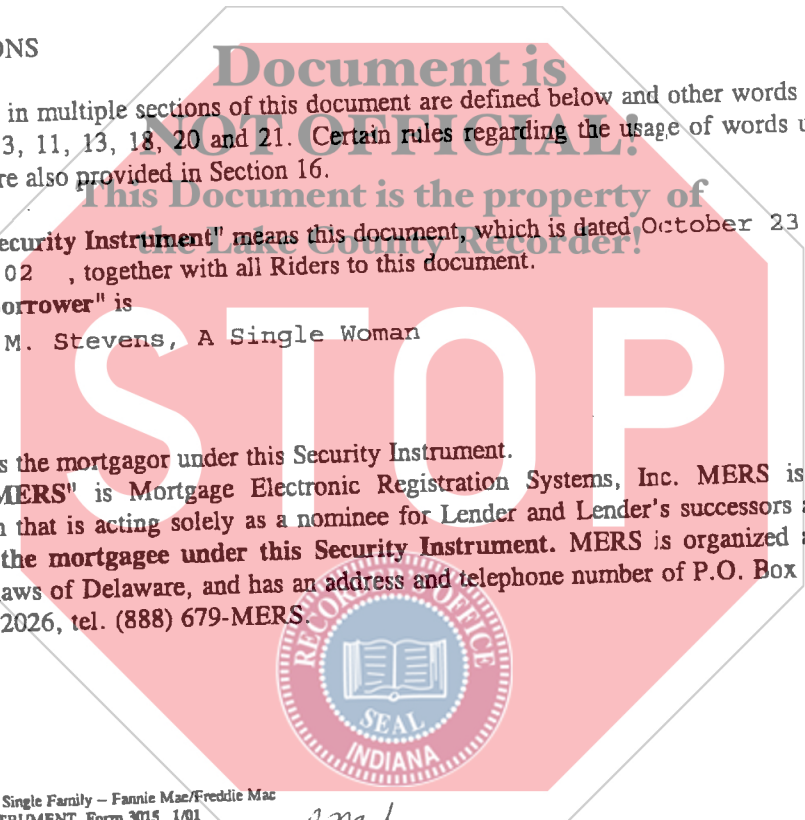 ONS
Document is
in multiple sections of this document are defined below and other words
3, 11, 13, 18, 20 and 21. Certain rules regarding the usage of words u
NOT OFFICIAL!
re also provided in Section 16.
This Document is the property of
ecurity Instrument" means this document, which is dated October 23
the Lake County Recorder!
02 , together with all Riders to this document.
orrower" is
M. Stevens, A Single Woman
STOP
s the mortgagor under this Security Instrument.
MERS" is Mortgage Electronic Registration Systems, Inc. MERS is
n that is acting solely as a nominee for Lender and Lender's successors a
the mortgagee under this Security Instrument. MERS is organized a
aws of Delaware, and has an address and telephone number of P.O. Box
2026, tel. (888) 679-MERS.
RECORDER'S OFFICE
SEAL
INDIANA
Single Family – Fannie Mae/Freddie Mac
Form 3015 1/01